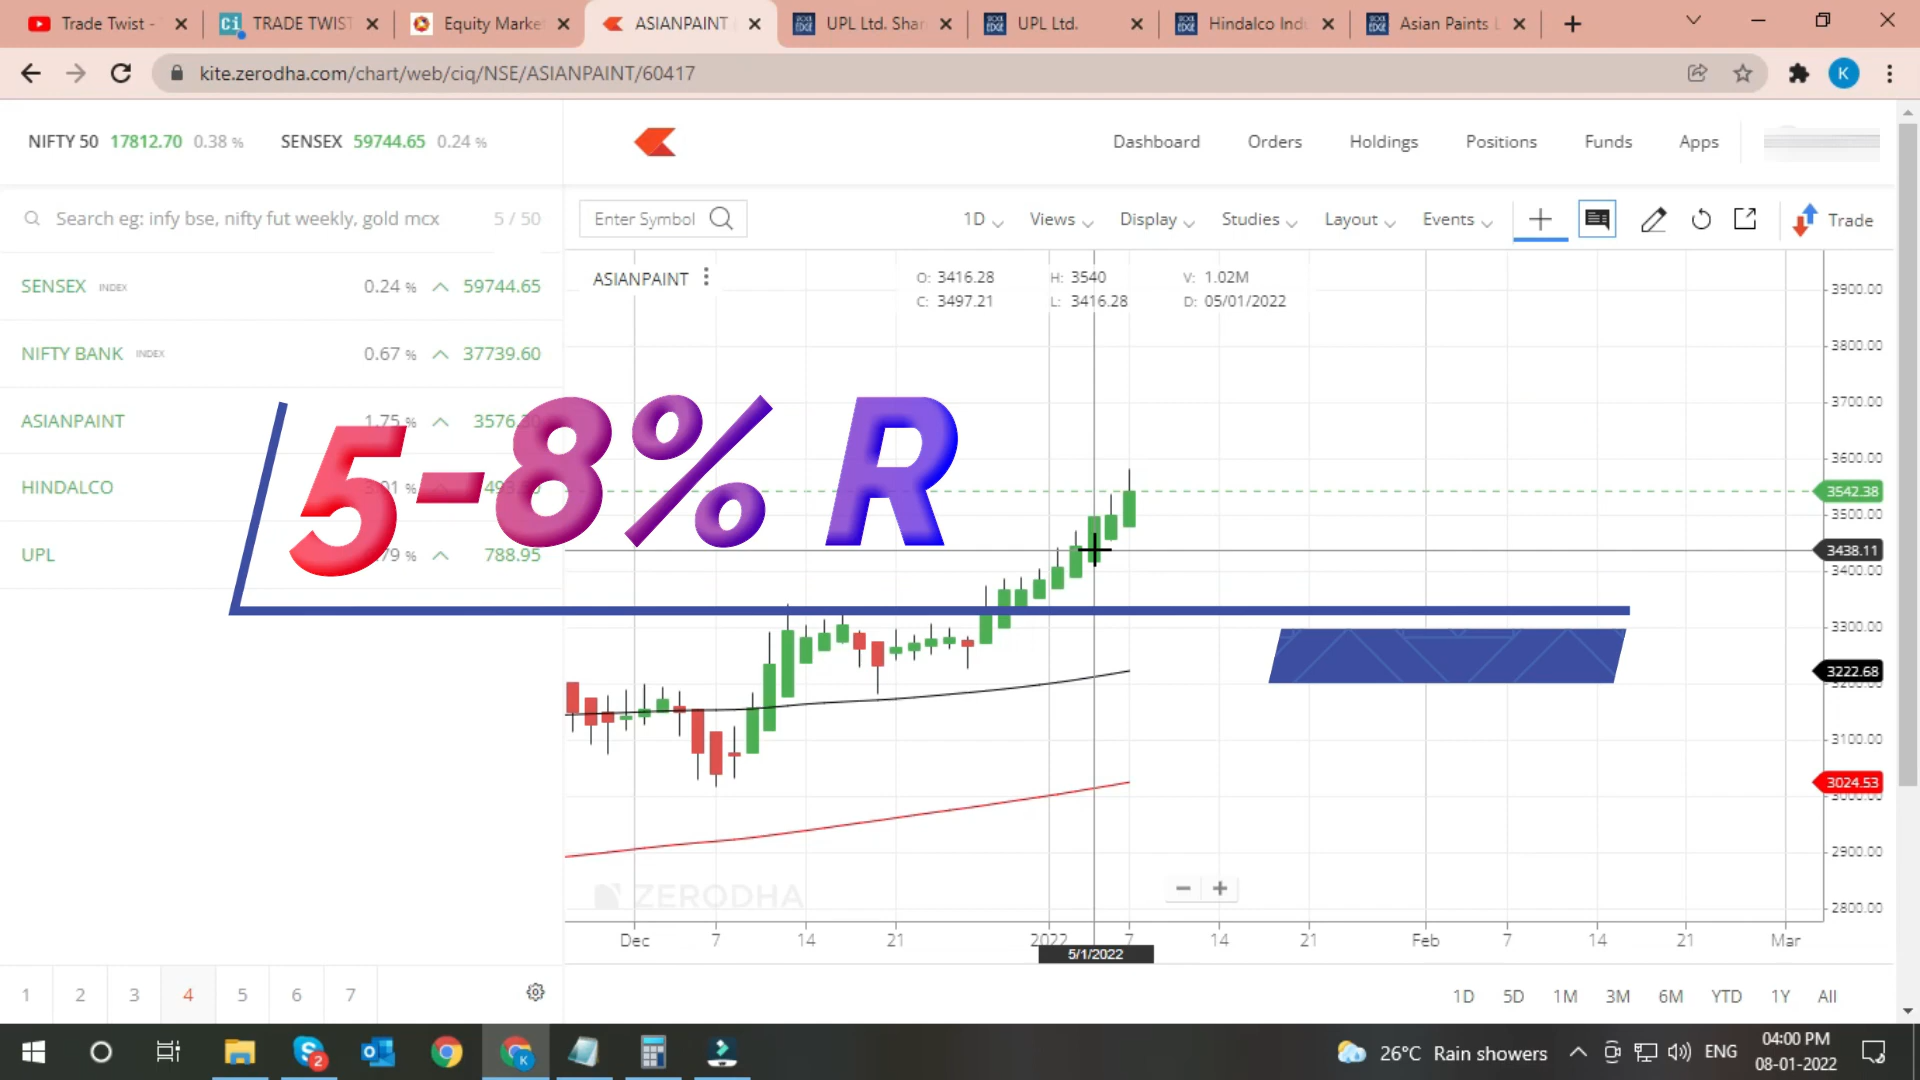 Trade Twist -
TRADE TWIST
Equity Marke
ASIANPAINT
UPL Ltd. Shar
UPL Ltd.
Hindalco Ind
Asian Paints L
kite.zerodha.com/chart/web/ciq/NSE/ASIANPAINT/60417
K
NIFTY 50 17812.70 0.38 %
SENSEX 59744.65 0.24 %
Dashboard
Orders
Holdings
Positions
Funds
Apps
Search eg: infy bse, nifty fut weekly, gold mcx
5 / 50
Enter Symbol
1D
Views
Display
Studies
Layout
Events
Trade
SENSEX INDEX 0.24 % 59744.65
NIFTY BANK INDEX 0.67 % 37739.60
ASIANPAINT 1.75 %
HINDALCO
UPL 788.95
ASIANPAINT
O: 3416.28 H: 3540 V: 1.02M
C: 3497.21 L: 3416.28 D: 05/01/2022
5-8% R
3900.00
3800.00
3700.00
3600.00
3542.38
3500.00
3438.11
3400.00
3300.00
3222.68
3100.00
3024.53
3000.00
2900.00
2800.00
ZERODHA
Dec 7 14 21 2022 7 14 21 Feb 7 14 21 Mar
5/1/2022
1 2 3 4 5 6 7
1D 5D 1M 3M 6M YTD 1Y All
26°C Rain showers
ENG
04:00 PM
08-01-2022